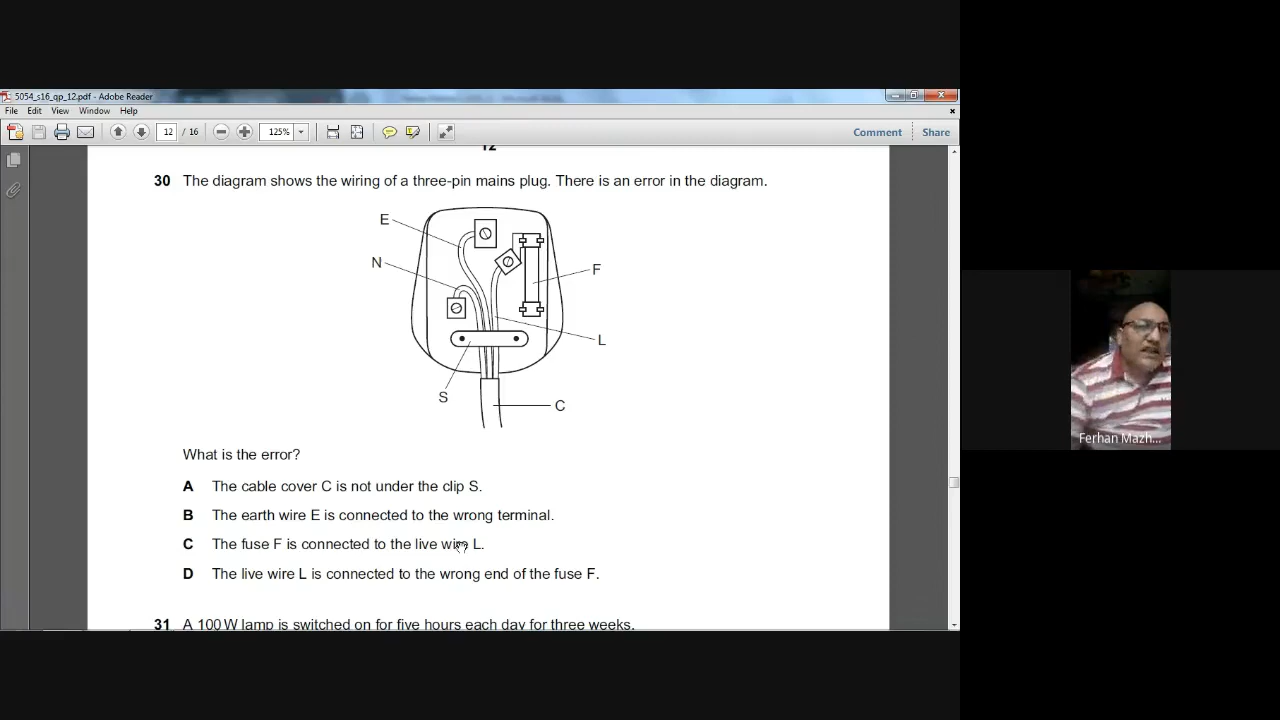 5054_s16_qp_12.pdf - Adobe Reader
File Edit View Window Help
12 / 16 125% Comment Share
12
30 The diagram shows the wiring of a three-pin mains plug. There is an error in the diagram.
E
N
F
L
S
C
What is the error?
A The cable cover C is not under the clip S.
B The earth wire E is connected to the wrong terminal.
C The fuse F is connected to the live wire L.
D The live wire L is connected to the wrong end of the fuse F.
31 A 100 W lamp is switched on for five hours each day for three weeks.
Ferhan Mazh...